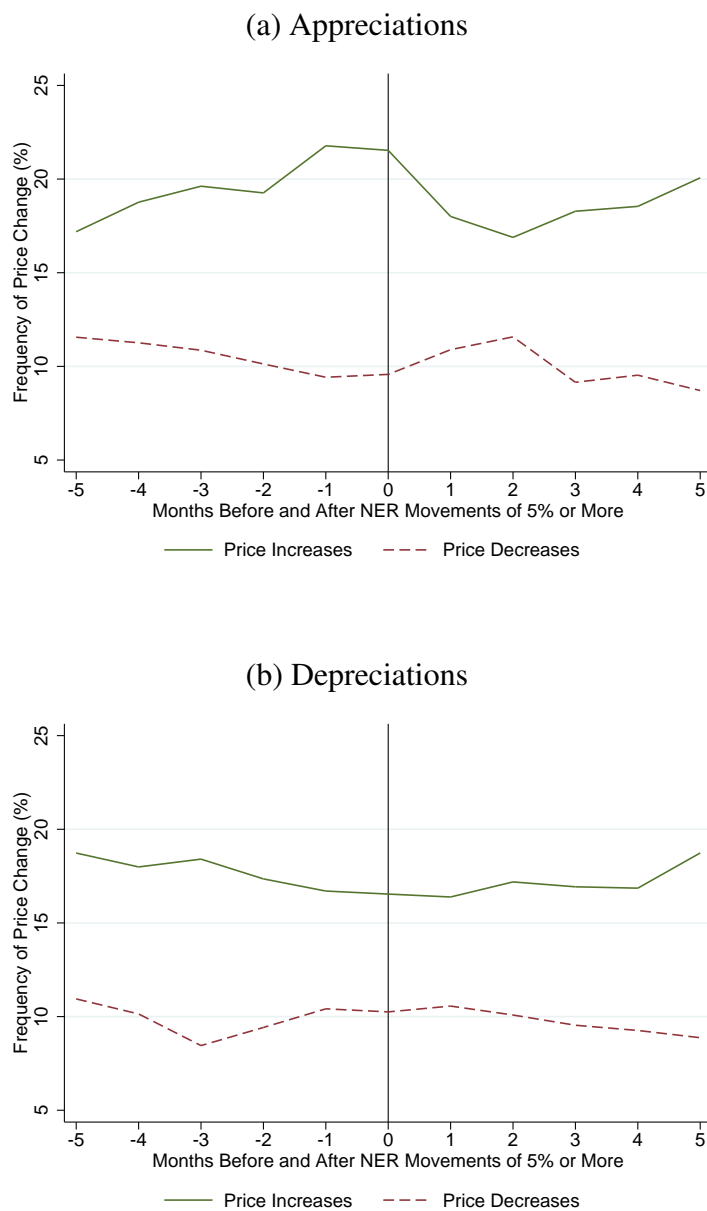 (a) Appreciations
Frequency of Price Change (%)
25
20
15
10
5
-5 -4 -3 -2 -1 0 1 2 3 4 5
Months Before and After NER Movements of 5% or More
Price Increases Price Decreases
(b) Depreciations
Frequency of Price Change (%)
25
20
15
10
5
-5 -4 -3 -2 -1 0 1 2 3 4 5
Months Before and After NER Movements of 5% or More
Price Increases Price Decreases